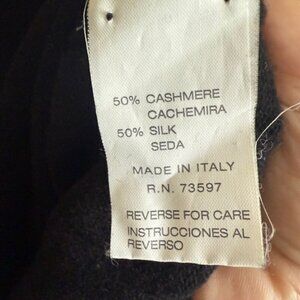 50% CASHMERE
CACHEMIRA
50% SILK
SEDA
MADE IN ITALY
R.N. 73597
REVERSE FOR CARE
INSTRUCCIONES AL
REVERSO